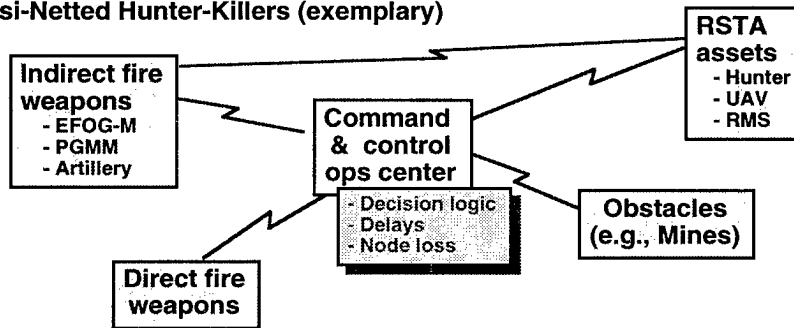 si-Netted Hunter-Killers (exemplary)
Indirect fire
weapons
- EFOG-M
- PGMM
- Artillery
RSTA
assets
- Hunter
- UAV
- RMS
Command
& control
ops center
- Decision logic
- Delays
- Node loss
Obstacles
(e.g., Mines)
Direct fire
weapons